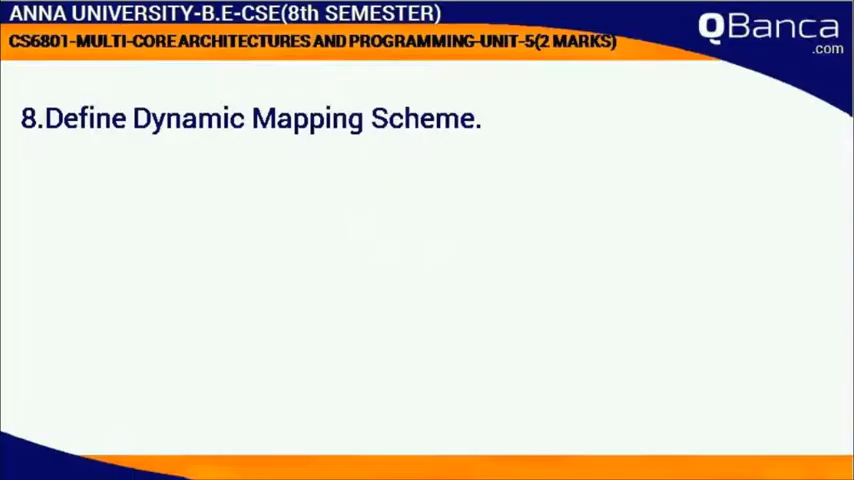 ANNA UNIVERSITY-B.E-CSE(8th SEMESTER)
CS6801-MULTI-CORE ARCHITECTURES AND PROGRAMMING-UNIT-5(2 MARKS)
QBanca
.com
8.Define Dynamic Mapping Scheme.